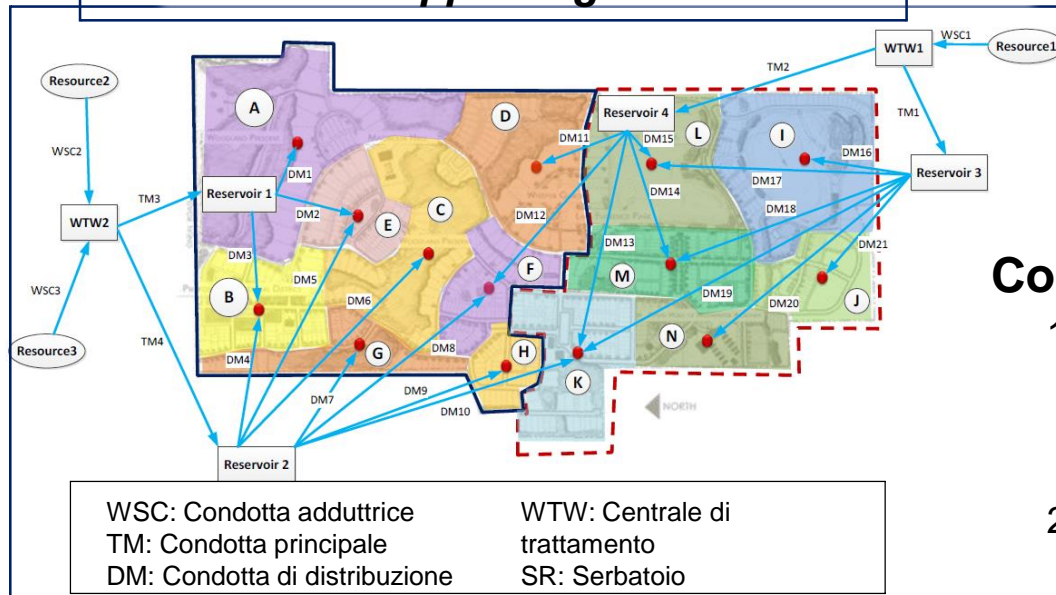 WTW1
WSC1
Resource1
Resource2
TM2
A
D
Reservoir 4
L
I
TM1
DM11
DM15
DM16
WSC2
DM1
DM17
Reservoir 3
TM3
Reservoir 1
DM14
DM2
C
DM18
WTW2
E
DM12
DM3
DM13
DM21
F
M
Co
WSC3
B
DM5
DM6
DM19
DM20
J
1
TM4
N
Resource3
DM4
G
DM8
H
K
DM7
DM9
DM10
NORTH
Reservoir 2
WSC: Condotta adduttrice
TM: Condotta principale
DM: Condotta di distribuzione
WTW: Centrale di
trattamento
SR: Serbatoio
2